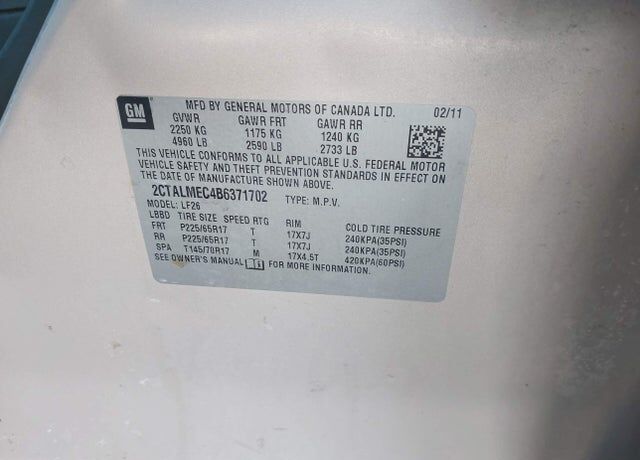 GM
MFD BY GENERAL MOTORS OF CANADA LTD. 02/11
GVWR GAWR FRT GAWR RR
2250 KG 1175 KG 1240 KG
4960 LB 2590 LB 2733 LB
THIS VEHICLE CONFORMS TO ALL APPLICABLE U.S. FEDERAL MOTOR
VEHICLE SAFETY AND THEFT PREVENTION STANDARDS IN EFFECT ON
THE DATE OF MANUFACTURE SHOWN ABOVE.
2CTALMEC4B6371702 TYPE: M.P.V.
MODEL: LF26
LBBD TIRE SIZE SPEED RTG RIM COLD TIRE PRESSURE
FRT P225/65R17 T 17X7J 240KPA(35PSI)
RR P225/65R17 T 17X7J 240KPA(35PSI)
SPA T145/70R17 M 17X4.5T 420KPA(60PSI)
SEE OWNER'S MANUAL FOR MORE INFORMATION.